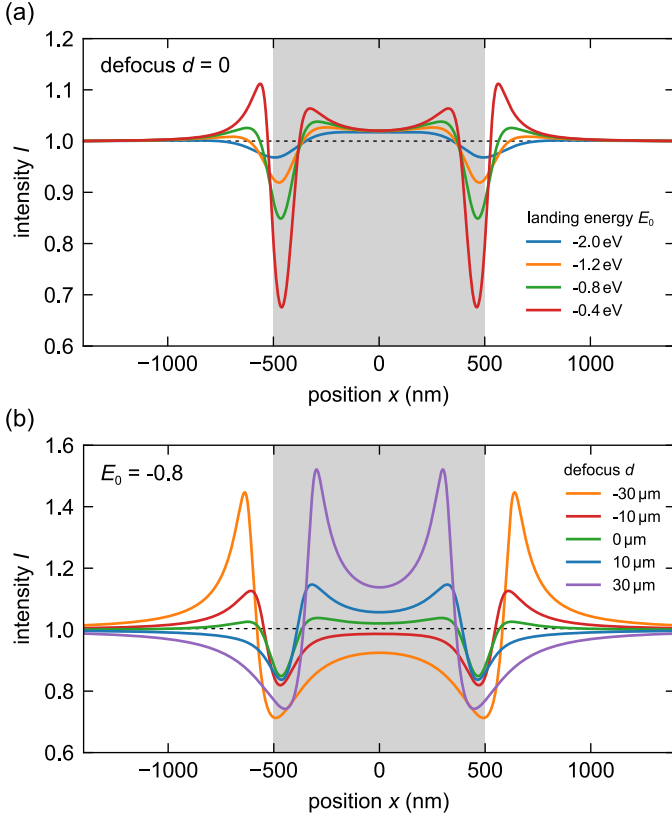 (a)
1.2
1.1
1.0
0.9
0.8
0.7
0.6
intensity I
defocus d = 0
landing energy E₀
-2.0 eV
-1.2 eV
-0.8 eV
-0.4 eV
−1000 −500 0 500 1000
position x (nm)
(b)
1.6
1.4
1.2
1.0
0.8
0.6
intensity I
E₀ = -0.8
defocus d
-30 µm
-10 µm
0 µm
10 µm
30 µm
−1000 −500 0 500 1000
position x (nm)